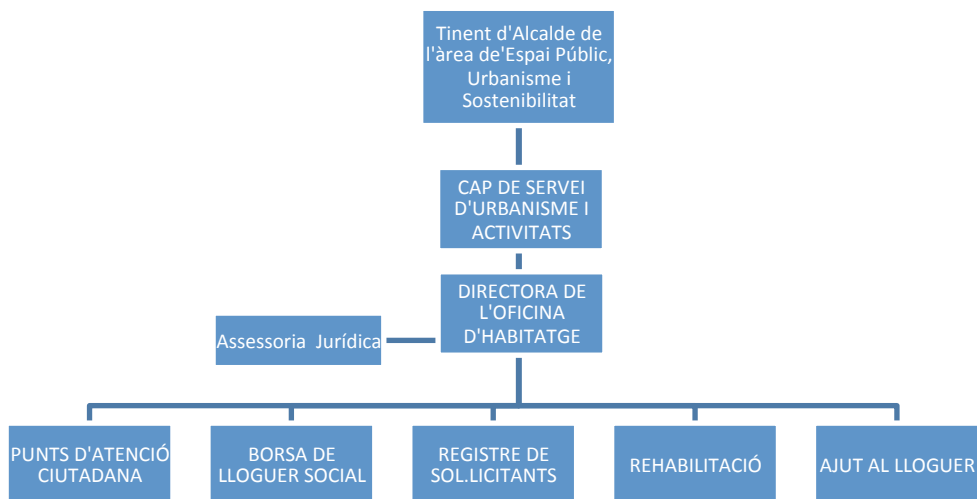 Tinent d'Alcalde de
l'àrea de'Espai Públic,
Urbanisme i
Sostenibilitat
CAP DE SERVEI
D'URBANISME I
ACTIVITATS
DIRECTORA DE
L'OFICINA
D'HABITATGE
Assessoria Jurídica
PUNTS D'ATENCIÓ
CIUTADANA
BORSA DE
LLOGUER SOCIAL
REGISTRE DE
SOL.LICITANTS
REHABILITACIÓ
AJUT AL LLOGUER